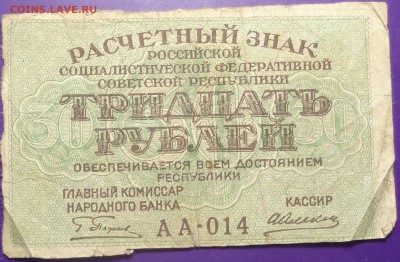 COINS.LAVE.RU
РАСЧЕТНЫЙ ЗНАК
РОССИЙСКОЙ
СОЦИАЛИСТИЧЕСКОЙ ФЕДЕРАТИВНОЙ
СОВЕТСКОЙ РЕСПУБЛИКИ
30
ТРИДЦАТЬ
РУБЛЕЙ
ОБЕСПЕЧИВАЕТСЯ ВСЕМ ДОСТОЯНИЕМ
РЕСПУБЛИКИ
ГЛАВНЫЙ КОМИССАР
НАРОДНОГО БАНКА
КАССИР
АА-014